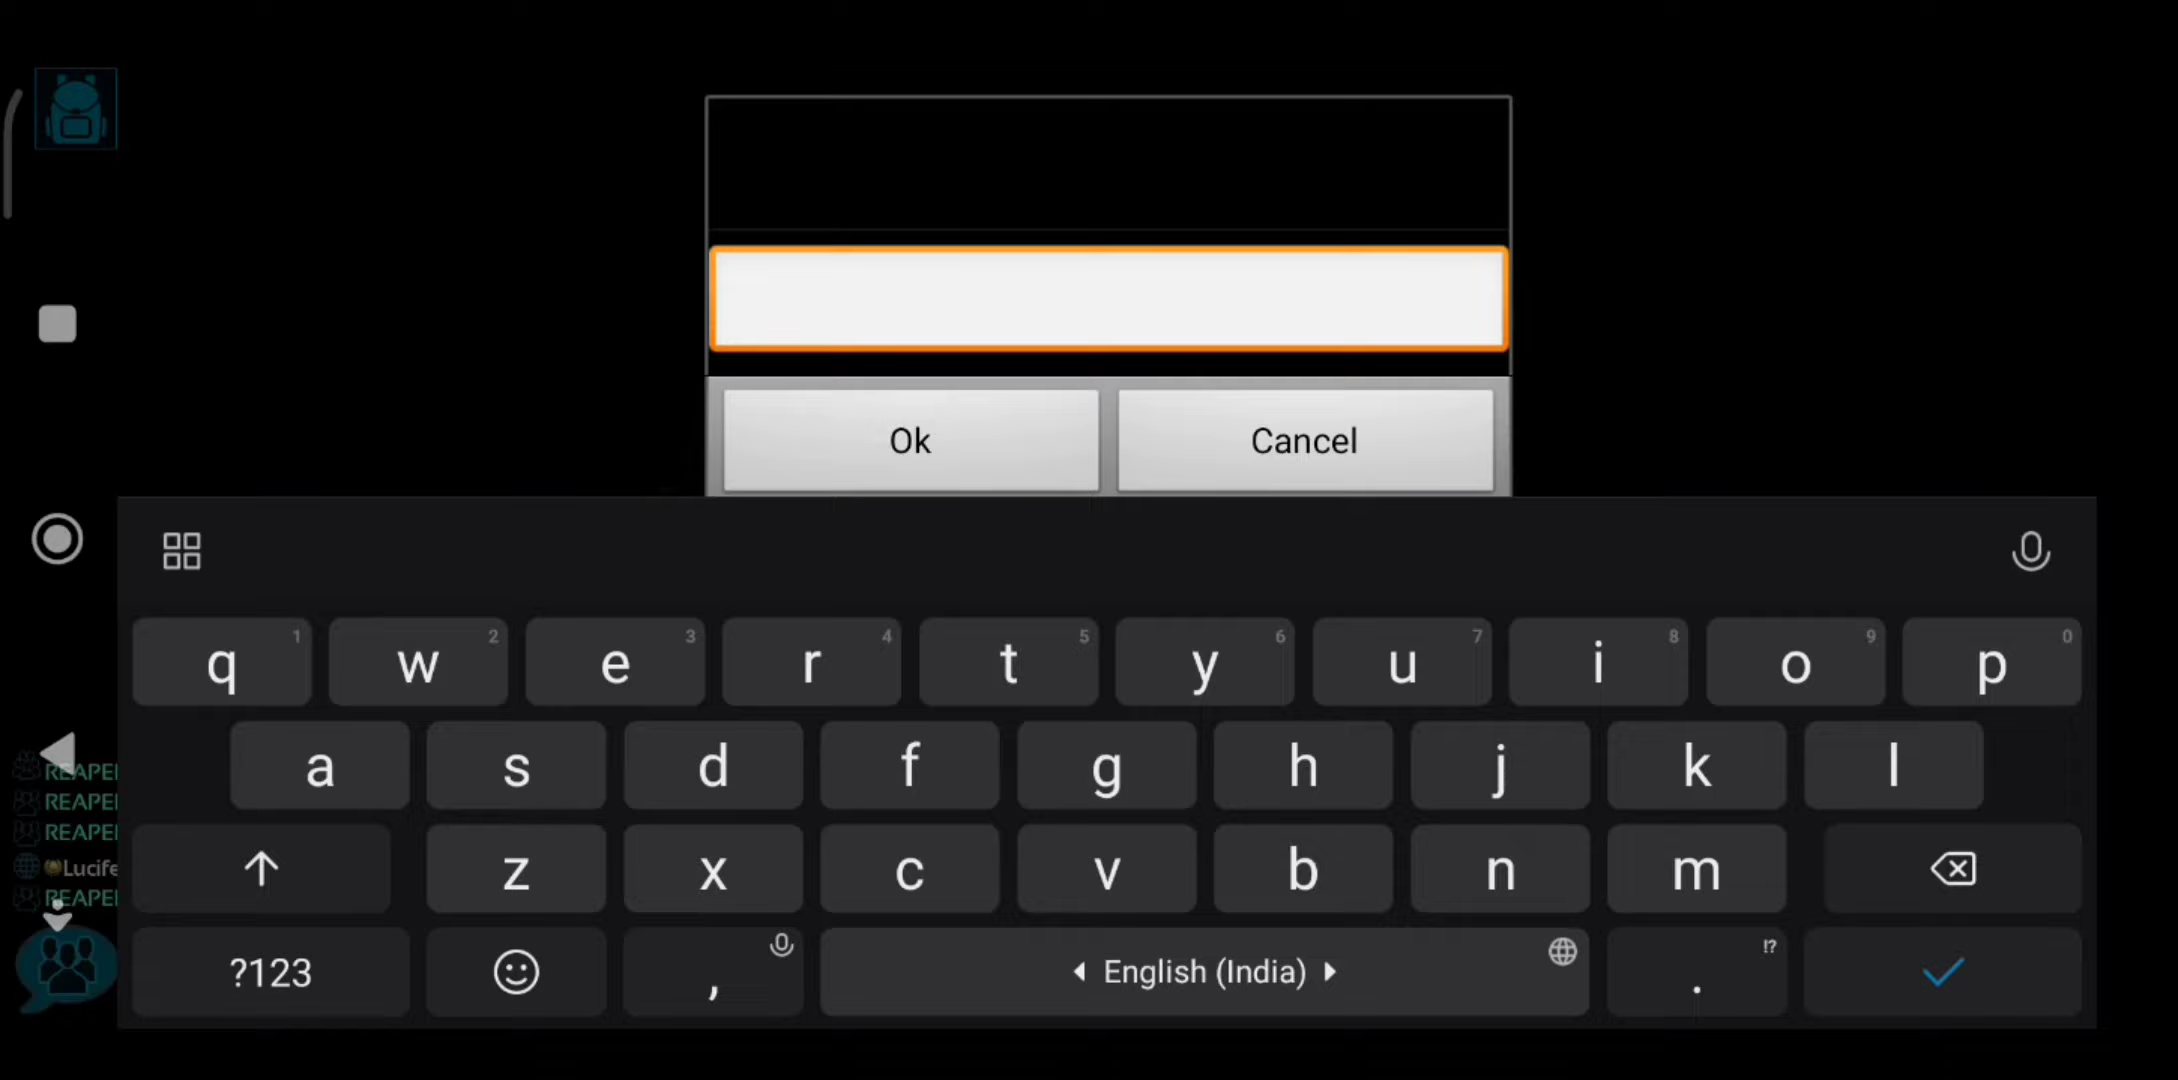 Ok Cancel
q 1 w 2 e 3 r 4 t 5 y 6 u 7 i 8 o 9 p 0
a s d f g h j k l
REAPE
REAPE
REAPE
z x c v b n m
Lucife
REAPE
?123 , English (India) . !?